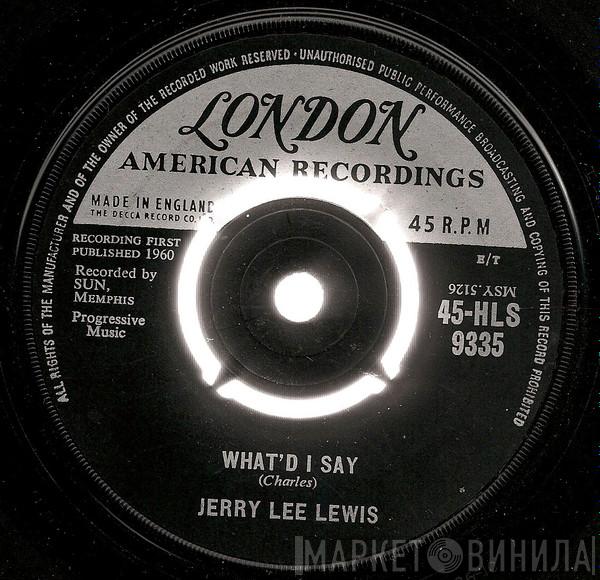 ALL RIGHTS OF THE MANUFACTURER AND OF THE OWNER OF THE RECORDED WORK RESERVED · UNAUTHORISED PUBLIC PERFORMANCE BROADCASTING AND COPYING OF THIS RECORD PROHIBITED
LONDON
AMERICAN RECORDINGS
MADE IN ENGLAND
THE DECCA RECORD CO.
45 R.P.M
RECORDING FIRST
PUBLISHED 1960
E/T
Recorded by
SUN,
MEMPHIS
MSY.5126
Progressive
Music
45-HLS
9335
WHAT'D I SAY
(Charles)
JERRY LEE LEWIS
МАРКЕТ ВИНИЛА